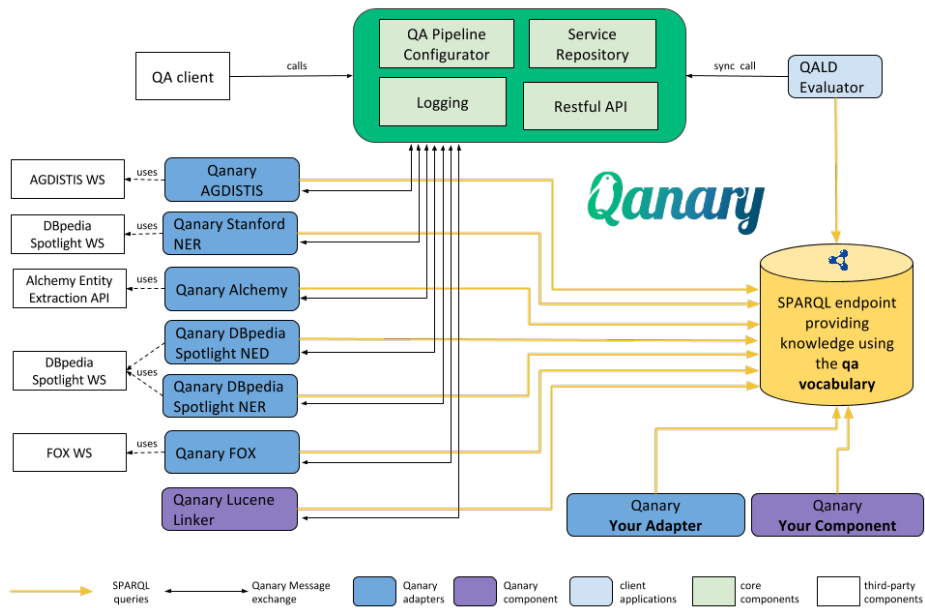 QA Pipeline
Configurator
Service
Repository
Logging
Restful API
QA client
calls
sync call
QALD
Evaluator
AGDISTIS WS
uses
Qanary
AGDISTIS
DBpedia
Spotlight WS
uses
Qanary Stanford
NER
Alchemy Entity
Extraction API
uses
Qanary Alchemy
DBpedia
Spotlight WS
uses
Qanary DBpedia
Spotlight NED
Qanary DBpedia
Spotlight NER
FOX WS
uses
Qanary FOX
Qanary Lucene
Linker
Qanary
SPARQL endpoint
providing
knowledge using
the qa
vocabulary
Qanary
Your Adapter
Qanary
Your Component
SPARQL
queries
Qanary Message
exchange
Qanary
adapters
Qanary
component
client
applications
core
components
third-party
components